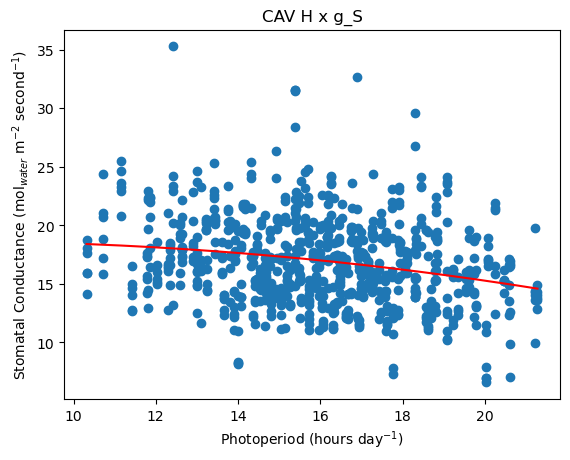 CAV H x g_S
Stomatal Conductance (mol_water m⁻² second⁻¹)
35
30
25
20
15
10
10 12 14 16 18 20
Photoperiod (hours day⁻¹)